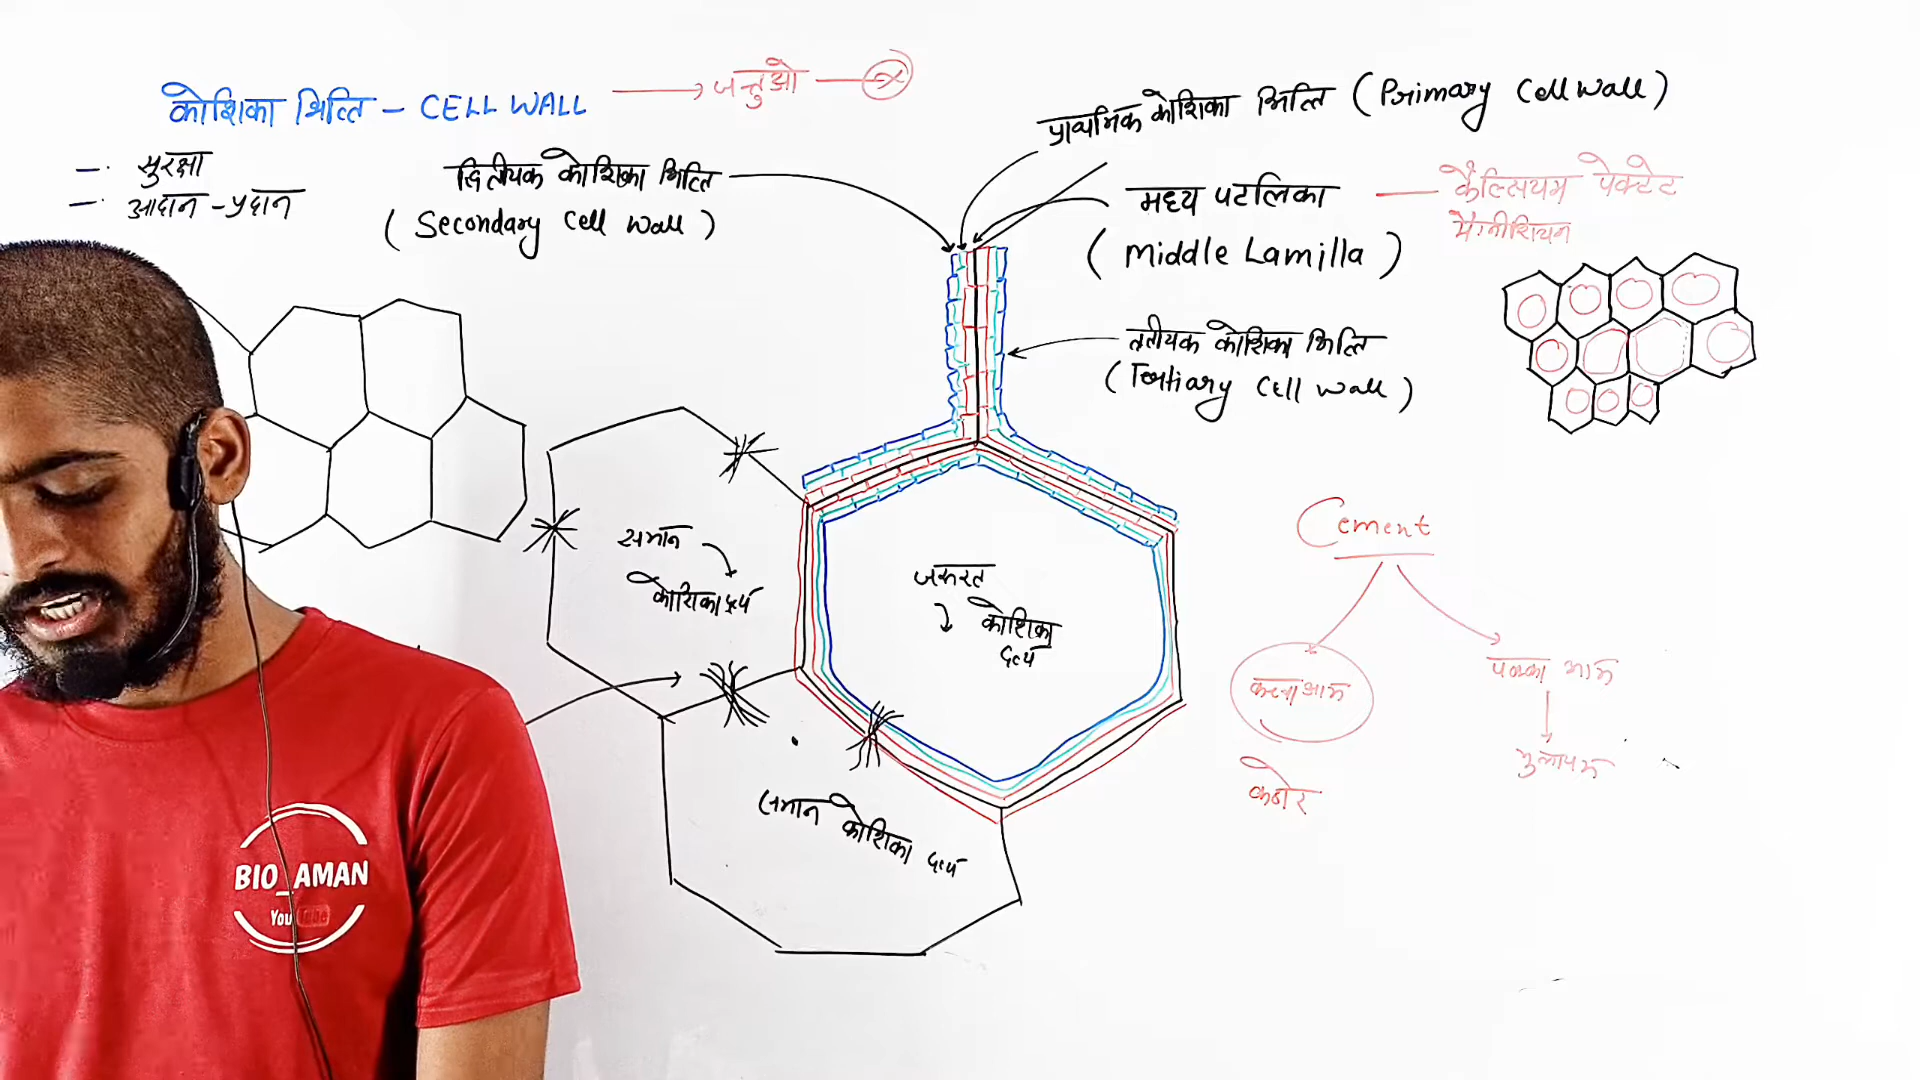 कोशिका भित्ति - CELL WALL → जन्तुओ
- सुरक्षा
- आदान - प्रदान
द्वितीयक कोशिका भित्ति
( Secondary Cell Wall )
प्राथमिक कोशिका भित्ति ( Primary Cell Wall )
मध्य पटलिका — कैल्सियम पेक्टेट
मैग्नीशियम
( Middle Lamilla )
तृतीयक कोशिका भित्ति
( Tertiary Cell Wall )
समान
कोशिका द्रव्य
जरूरत
कोशिका
द्रव्य
समान कोशिका द्रव्य
Cement
कच्चा आम
पक्का आम
कठोर
मुलायम
BIO_AMAN
YouTube